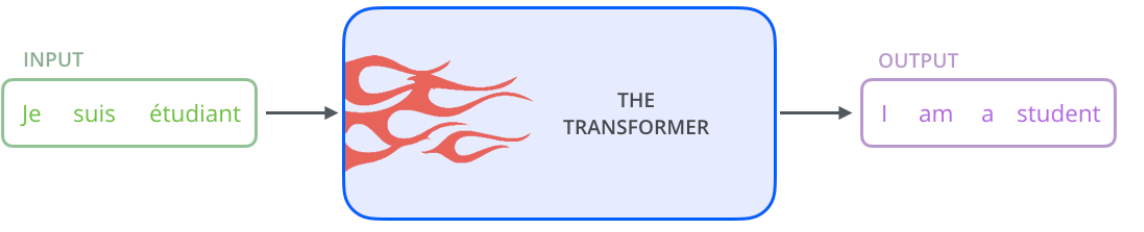 INPUT
Je suis étudiant
THE
TRANSFORMER
OUTPUT
I am a student